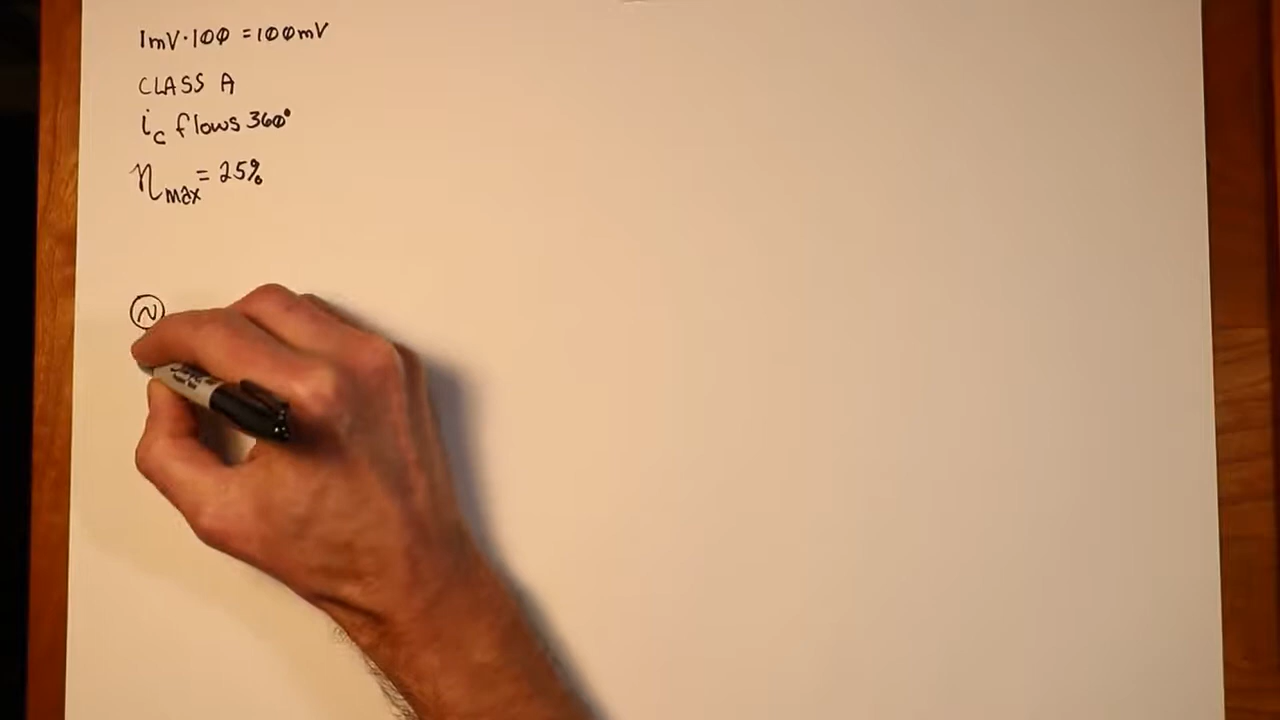 1mV·100 = 100mV
CLASS A
ic flows 360°
ηmax = 25%